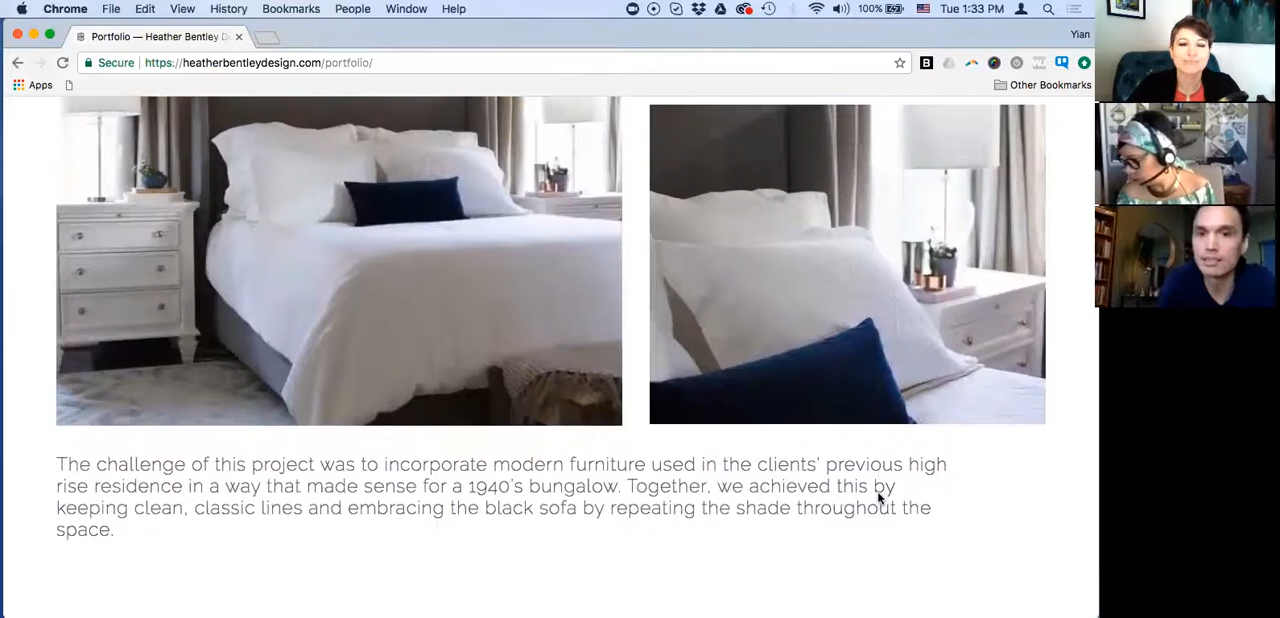 Chrome File Edit View History Bookmarks People Window Help 100% Tue 1:33 PM
Portfolio — Heather Bentley D
Yian
Secure https://heatherbentleydesign.com/portfolio/
Apps Other Bookmarks
The challenge of this project was to incorporate modern furniture used in the clients' previous high
rise residence in a way that made sense for a 1940's bungalow. Together, we achieved this by
keeping clean, classic lines and embracing the black sofa by repeating the shade throughout the
space.